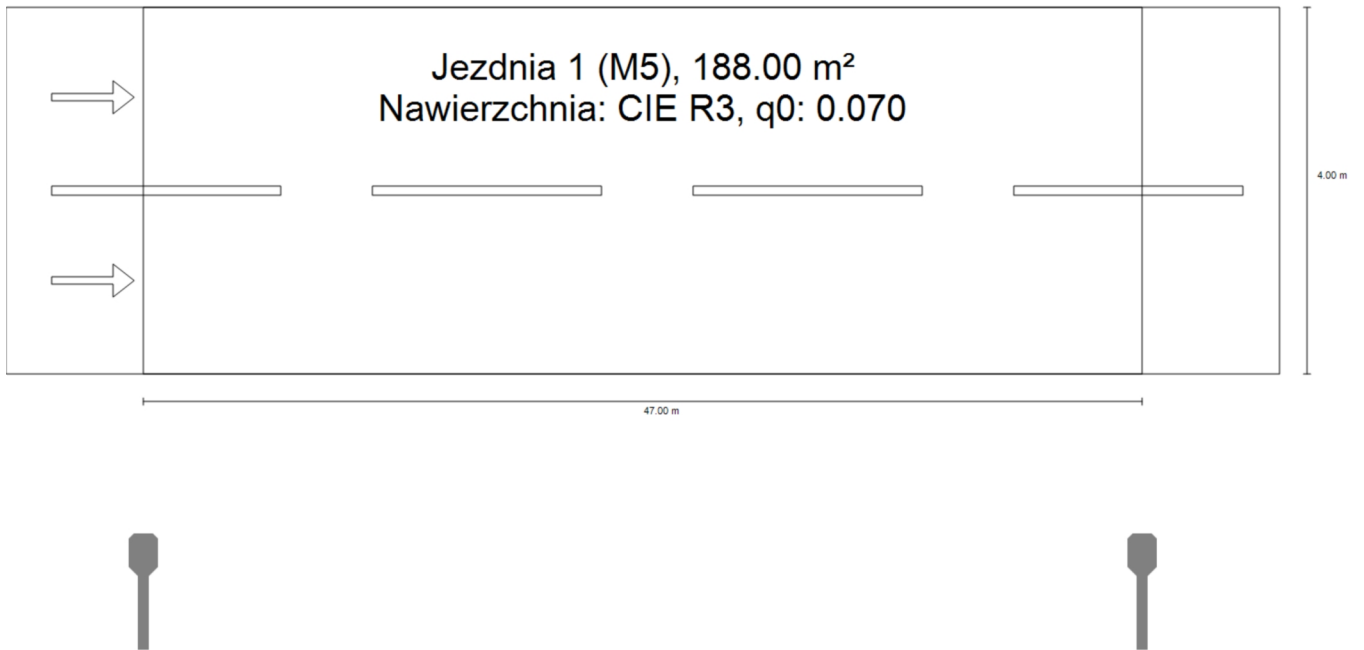 Jezdnia 1 (M5), 188.00 m²
Nawierzchnia: CIE R3, q0: 0.070
4.00 m
47.00 m